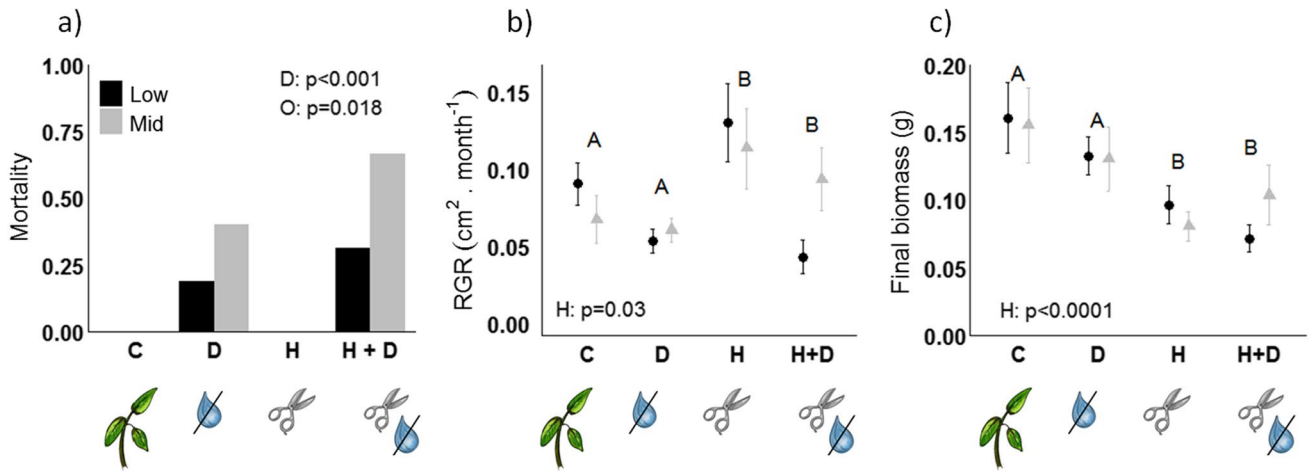 a)
1.00
0.75
0.50
0.25
0.00
Mortality
Low
Mid
D: p<0.001
O: p=0.018
C D H H + D
b)
0.15
0.10
0.05
0.00
RGR (cm² . month⁻¹)
A
A
B
B
H: p=0.03
C D H H+D
c)
0.20
0.15
0.10
0.05
0.00
Final biomass (g)
A
A
B
B
H: p<0.0001
C D H H+D